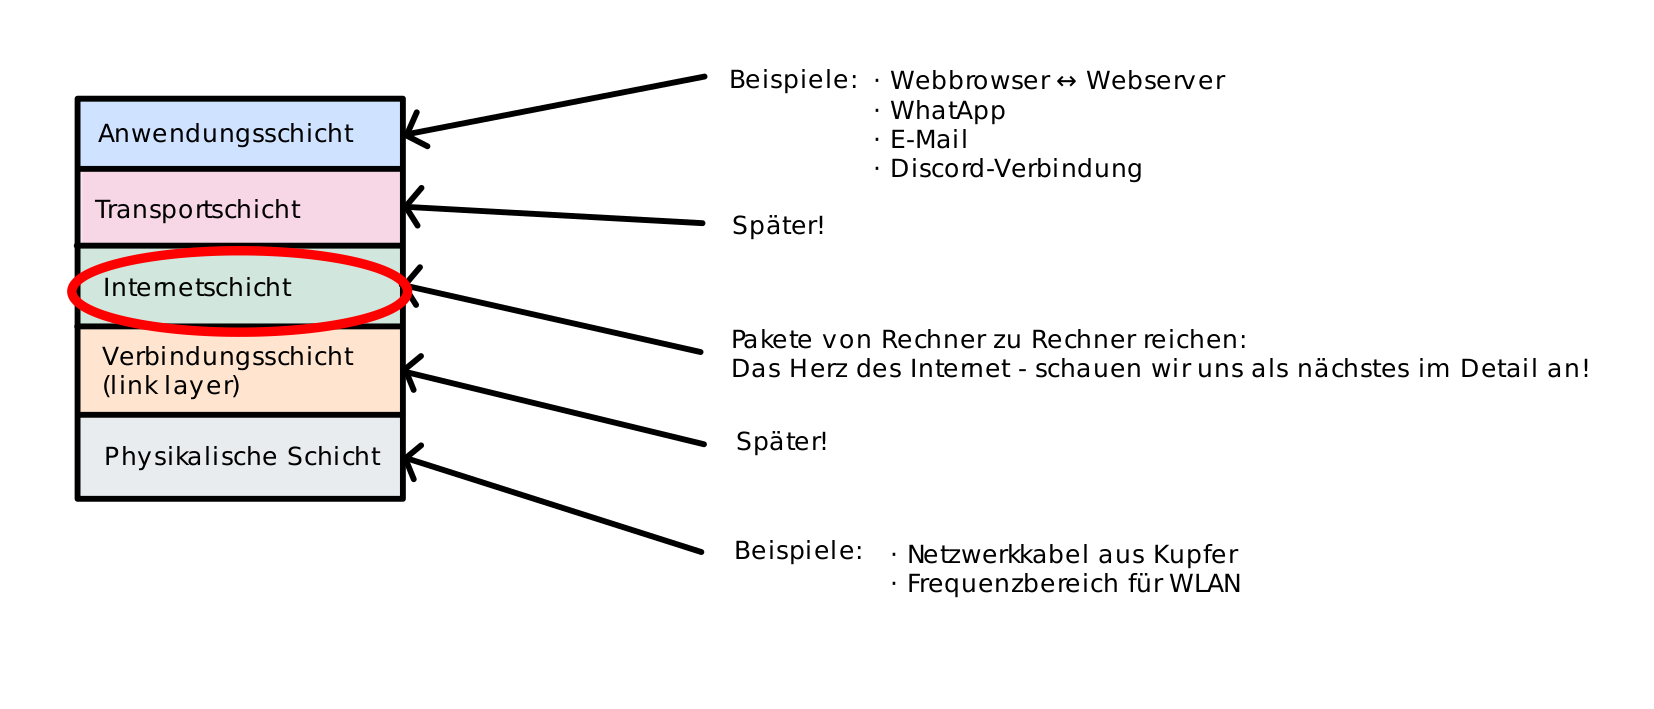 Anwendungsschicht
Transportschicht
Internetschicht
Verbindungsschicht
(link layer)
Physikalische Schicht
Beispiele: · Webbrowser ↔ Webserver
· WhatApp
· E-Mail
· Discord-Verbindung
Später!
Pakete von Rechner zu Rechner reichen:
Das Herz des Internet - schauen wir uns als nächstes im Detail an!
Später!
Beispiele: · Netzwerkkabel aus Kupfer
· Frequenzbereich für WLAN